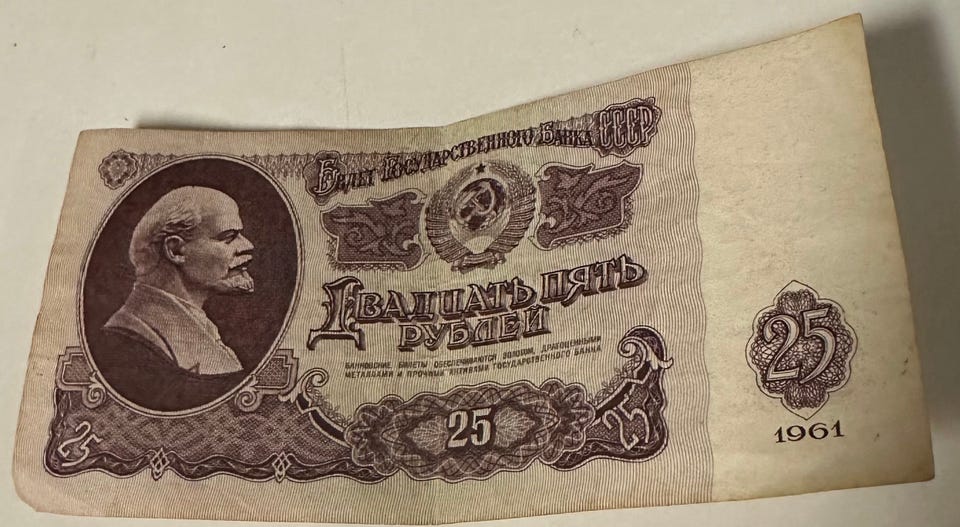 Билет Государственного Банка СССР
Двадцать пять
рублей
БАНКОВСКИЕ БИЛЕТЫ ОБЕСПЕЧИВАЮТСЯ ЗОЛОТОМ, ДРАГОЦЕННЫМИ
МЕТАЛЛАМИ И ПРОЧИМИ АКТИВАМИ ГОСУДАРСТВЕННОГО БАНКА
25
1961
25
25
25